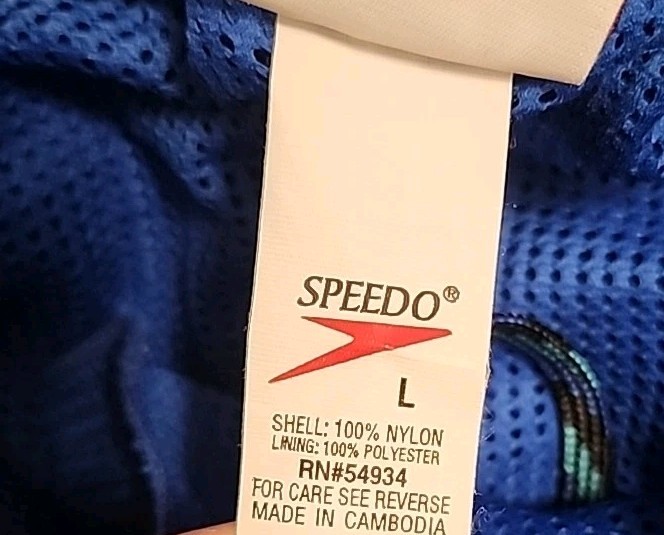 SPEEDO®
L
SHELL: 100% NYLON
LINING: 100% POLYESTER
RN#54934
FOR CARE SEE REVERSE
MADE IN CAMBODIA